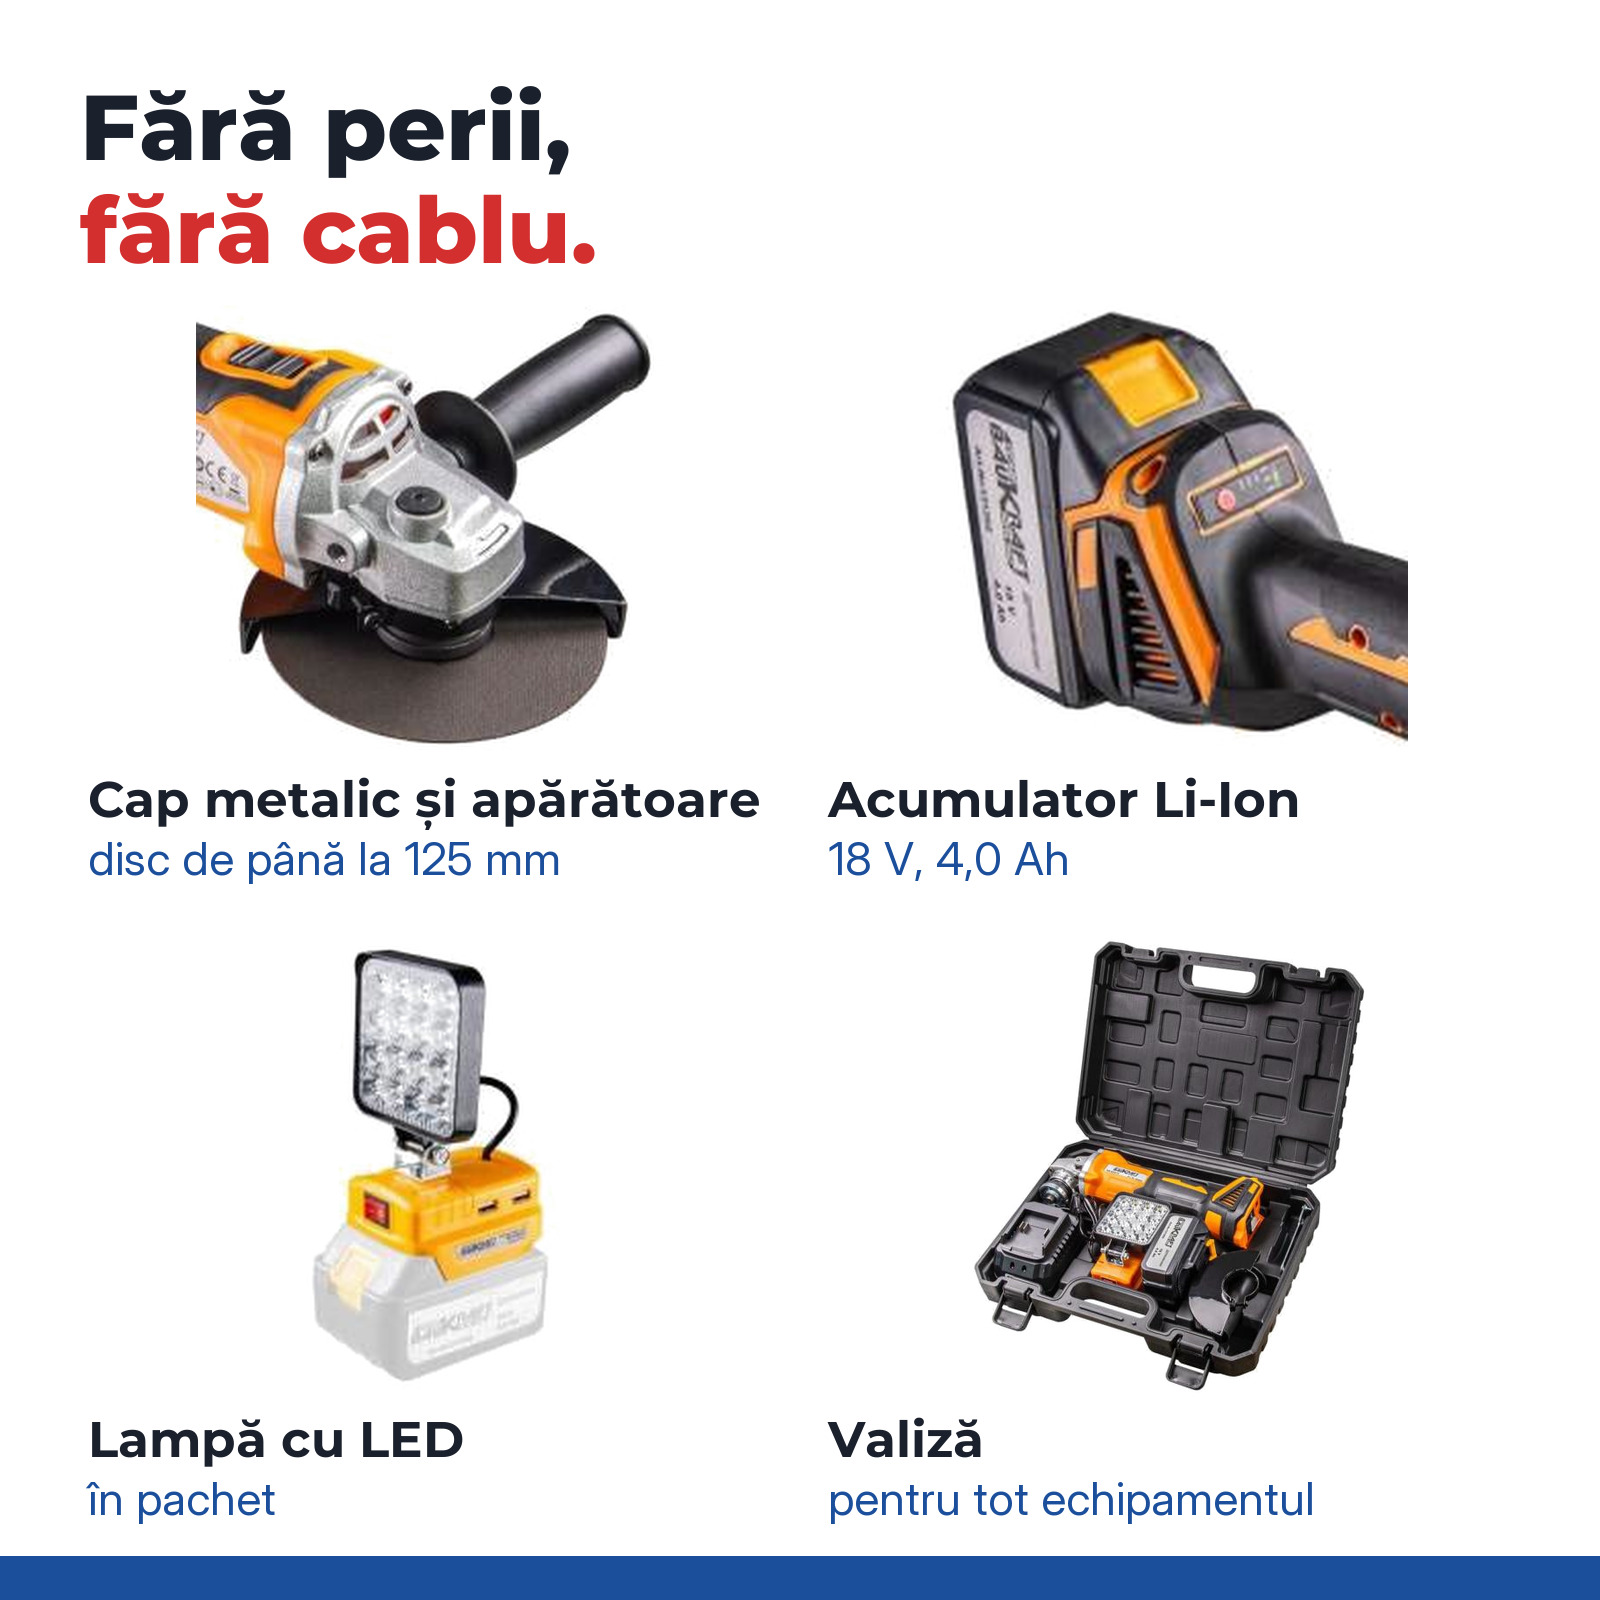 Fără perii,
fără cablu.
Cap metalic și apărătoare
disc de până la 125 mm
Acumulator Li-Ion
18 V, 4,0 Ah
Lampă cu LED
în pachet
Valiză
pentru tot echipamentul